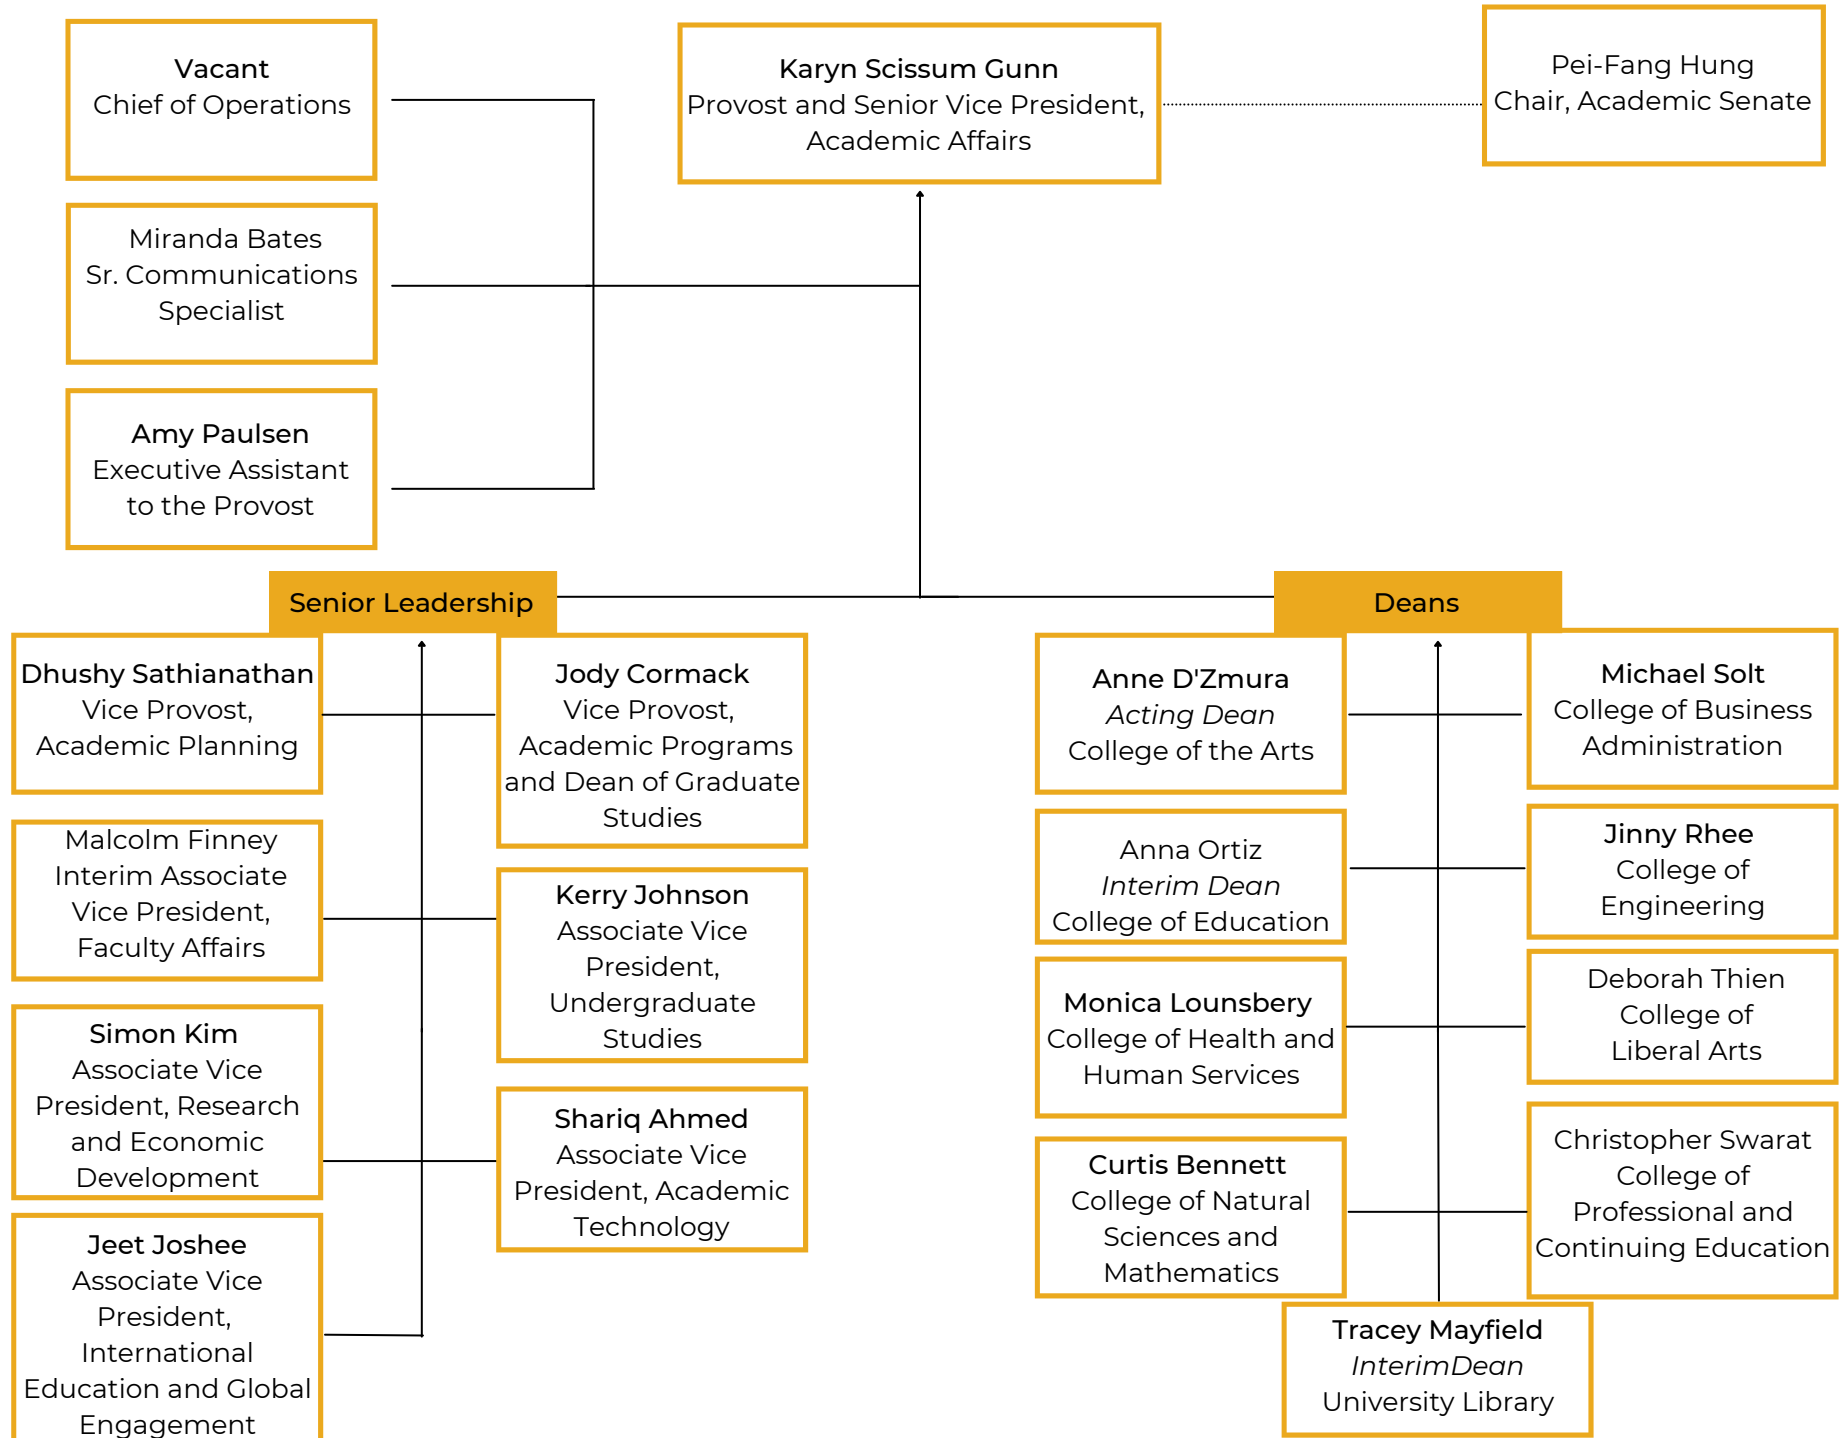 Vacant
Chief of Operations
Karyn Scissum Gunn
Provost and Senior Vice President,
Academic Affairs
Pei-Fang Hung
Chair, Academic Senate
Miranda Bates
Sr. Communications
Specialist
Amy Paulsen
Executive Assistant
to the Provost
Senior Leadership
Dhushy Sathianathan
Vice Provost,
Academic Planning
Jody Cormack
Vice Provost,
Academic Programs
and Dean of Graduate
Studies
Malcolm Finney
Interim Associate
Vice President,
Faculty Affairs
Kerry Johnson
Associate Vice
President,
Undergraduate
Studies
Simon Kim
Associate Vice
President, Research
and Economic
Development
Shariq Ahmed
Associate Vice
President, Academic
Technology
Jeet Joshee
Associate Vice
President,
International
Education and Global
Engagement
Deans
Anne D'Zmura
Acting Dean
College of the Arts
Michael Solt
College of Business
Administration
Anna Ortiz
Interim Dean
College of Education
Jinny Rhee
College of
Engineering
Monica Lounsbery
College of Health and
Human Services
Deborah Thien
College of
Liberal Arts
Curtis Bennett
College of Natural
Sciences and
Mathematics
Christopher Swarat
College of
Professional and
Continuing Education
Tracey Mayfield
InterimDean
University Library